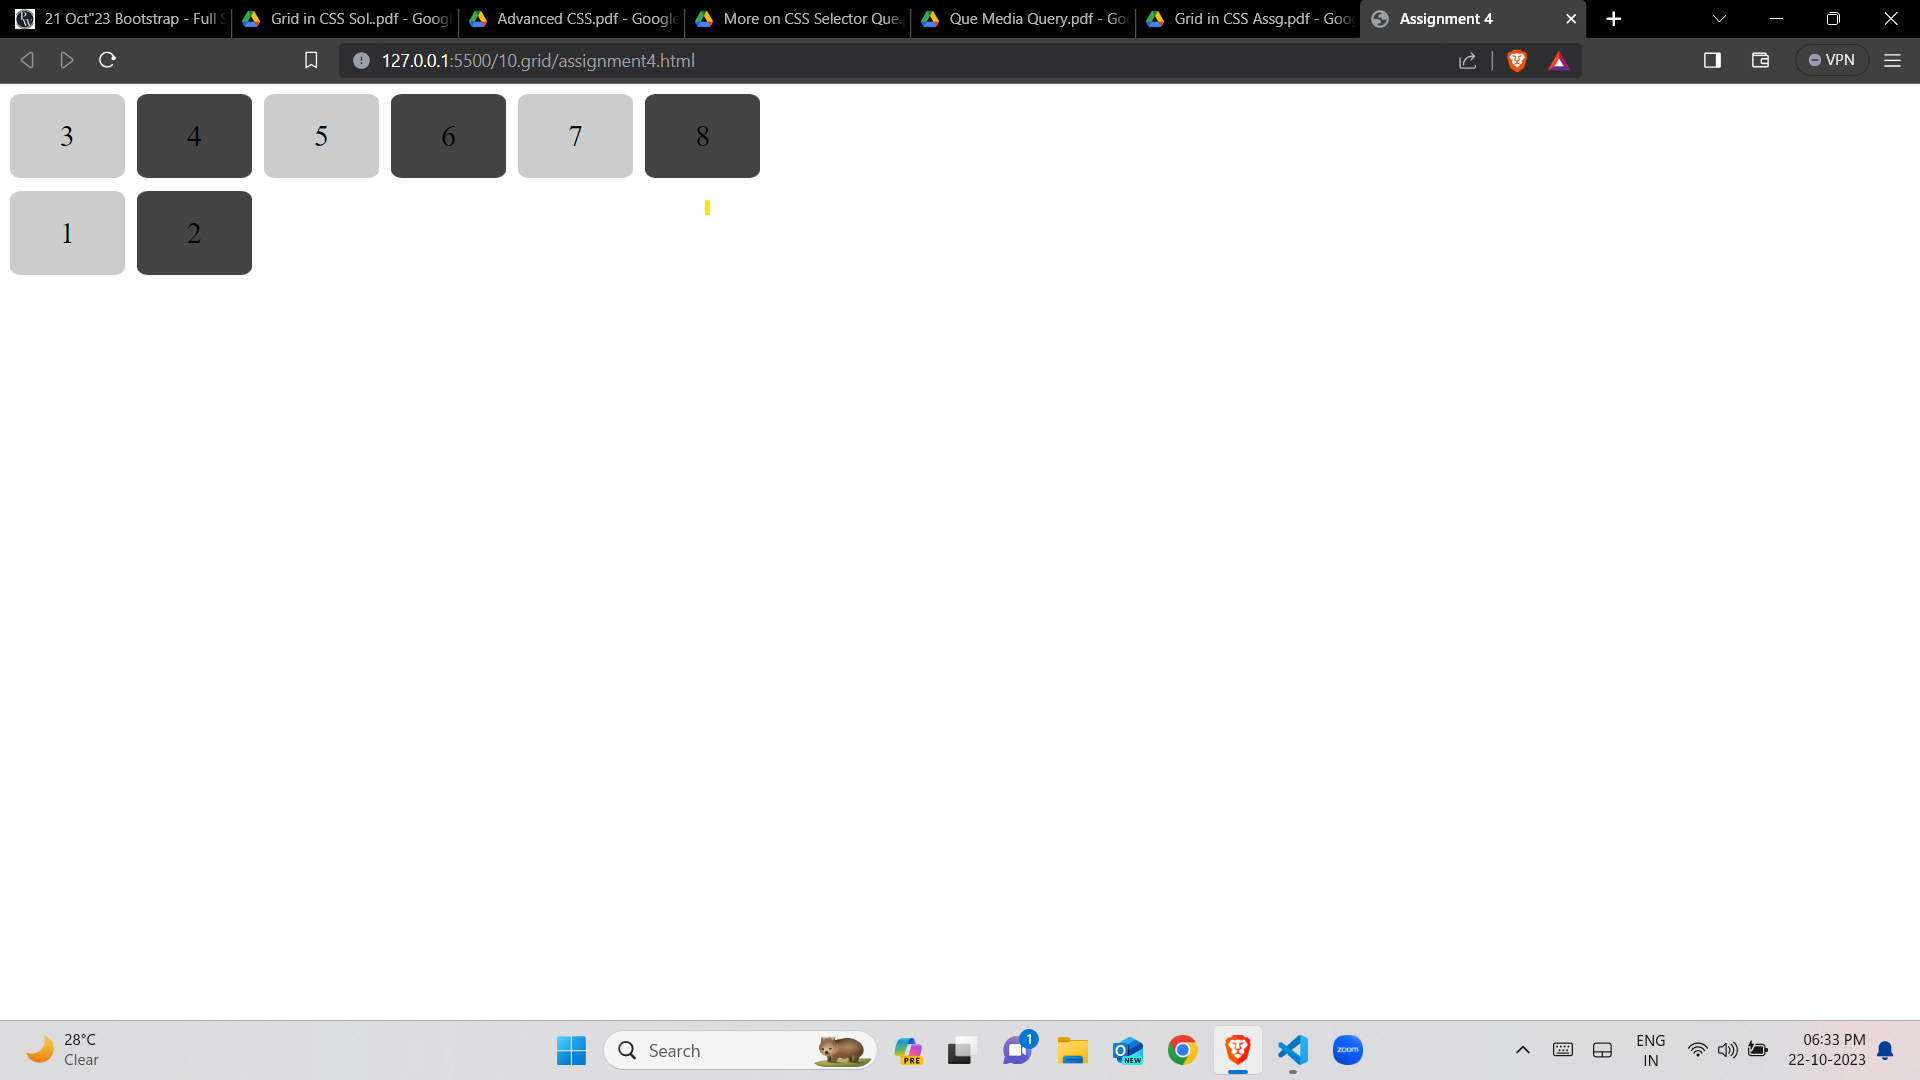 21 Oct"23 Bootstrap - Full S
Grid in CSS Sol..pdf - Googl
Advanced CSS.pdf - Google
More on CSS Selector Que.p
Que Media Query.pdf - Goo
Grid in CSS Assg.pdf - Goog
Assignment 4
127.0.0.1:5500/10.grid/assignment4.html
VPN
3 4 5 6 7 8
1 2
28°C
Clear
Search
PRE
1
NEW
zoom
ENG
IN
06:33 PM
22-10-2023